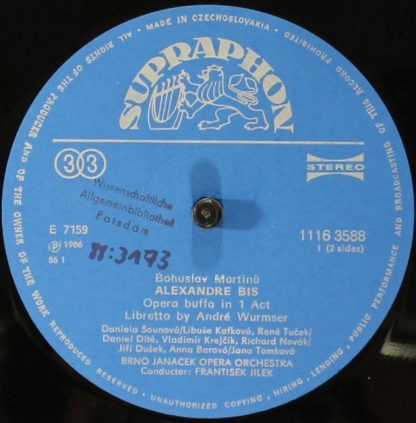 • MADE IN CZECHOSLOVAKIA •
ALL RIGHTS OF THE PRODUCER AND OF THE OWNER OF THE WORK REPRODUCED RESERVED • UNAUTHORIZED COPYING, HIRING, LENDING, PUBLIC PERFORMANCE AND BROADCASTING OF THIS RECORD PROHIBITED
SUPRAPHON
33
STEREO
Wissenschaftliche
Allgemeinbibliothek
Potsdam
E 7159
℗ 1986
86 1
M:3173
1116 3588
1 (2 sides)
Bohuslav Martinů
ALEXANDRE BIS
Opera buffa in 1 Act
Libretto by André Wurmser
Daniela Šounová/Libuše Kafková, René Tuček/
Daniel Dítě, Vladimír Krejčík, Richard Novák/
Jiří Dušek, Anna Barová/Jana Tomková
BRNO JANÁČEK OPERA ORCHESTRA
Conductor: FRANTIŠEK JÍLEK